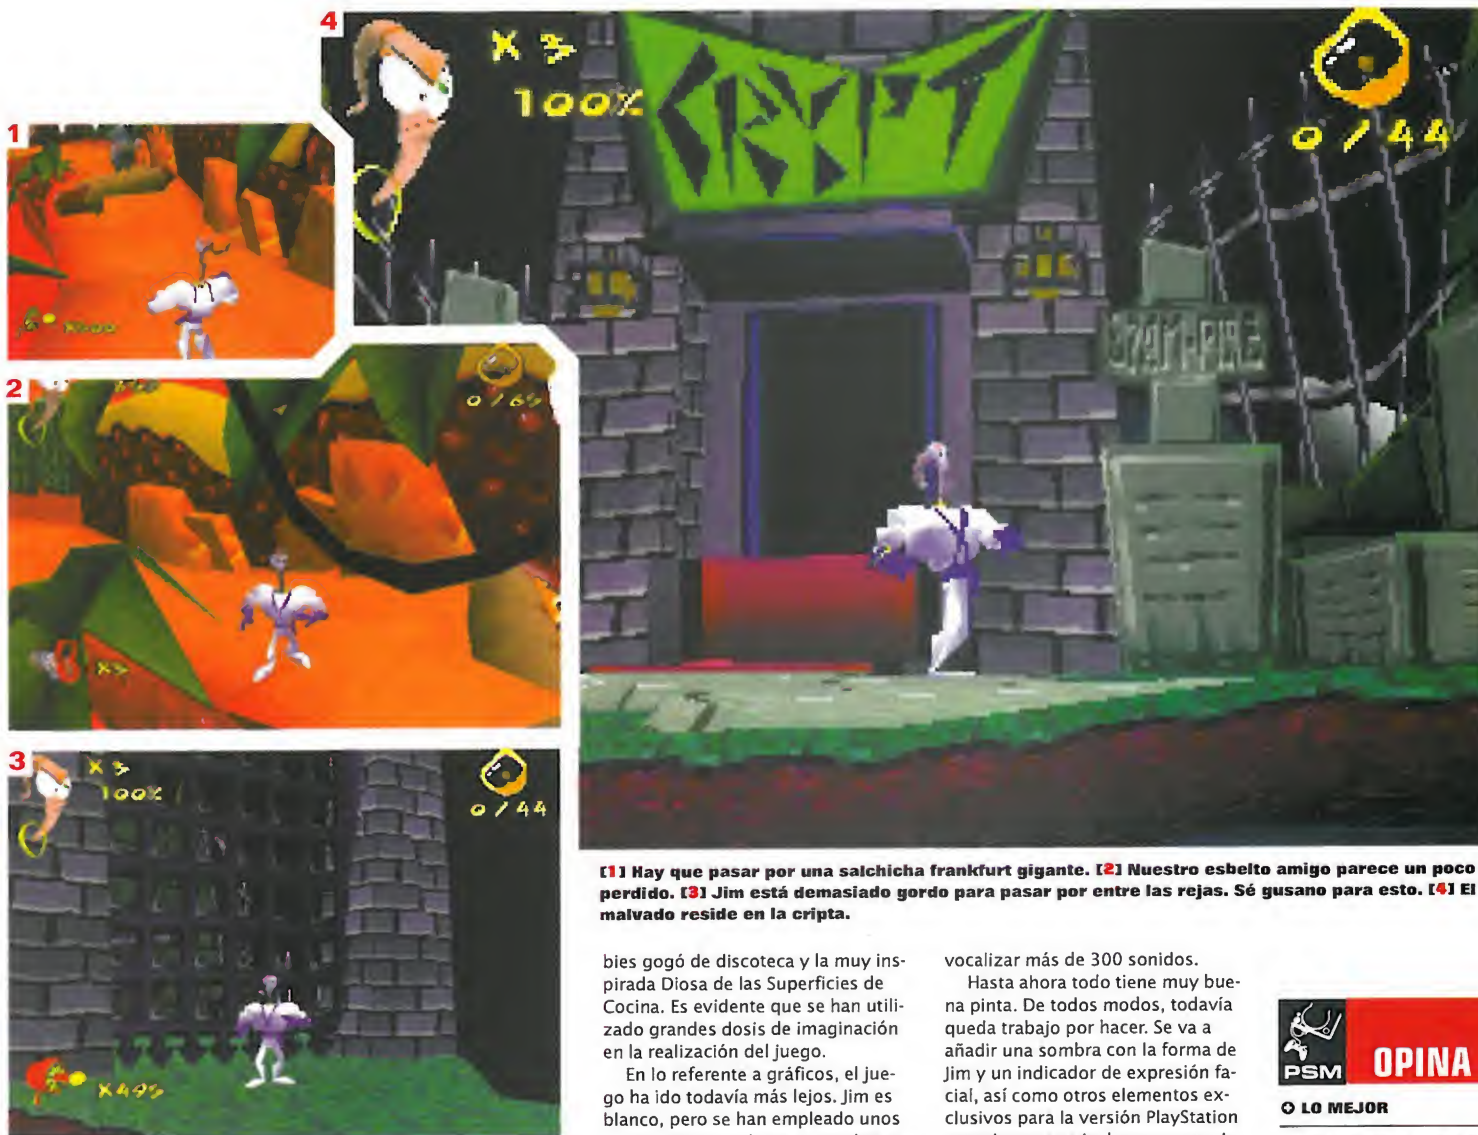 4
X 3
100%
CRYPT
0 / 44
1
X500
2
0 / 65
X3
3
X 3
100%
0 / 44
X495
[1] Hay que pasar por una salchicha frankfurt gigante. [2] Nuestro esbelto amigo parece un poco
perdido. [3] Jim está demasiado gordo para pasar por entre las rejas. Sé gusano para esto. [4] El
malvado reside en la cripta.
bies gogó de discoteca y la muy ins-
pirada Diosa de las Superficies de
Cocina. Es evidente que se han utili-
zado grandes dosis de imaginación
en la realización del juego.
En lo referente a gráficos, el jue-
go ha ido todavía más lejos. Jim es
blanco, pero se han empleado unos
vocalizar más de 300 sonidos.
Hasta ahora todo tiene muy bue-
na pinta. De todos modos, todavía
queda trabajo por hacer. Se va a
añadir una sombra con la forma de
Jim y un indicador de expresión fa-
cial, así como otros elementos ex-
clusivos para la versión PlayStation
PSM
OPINA
LO MEJOR